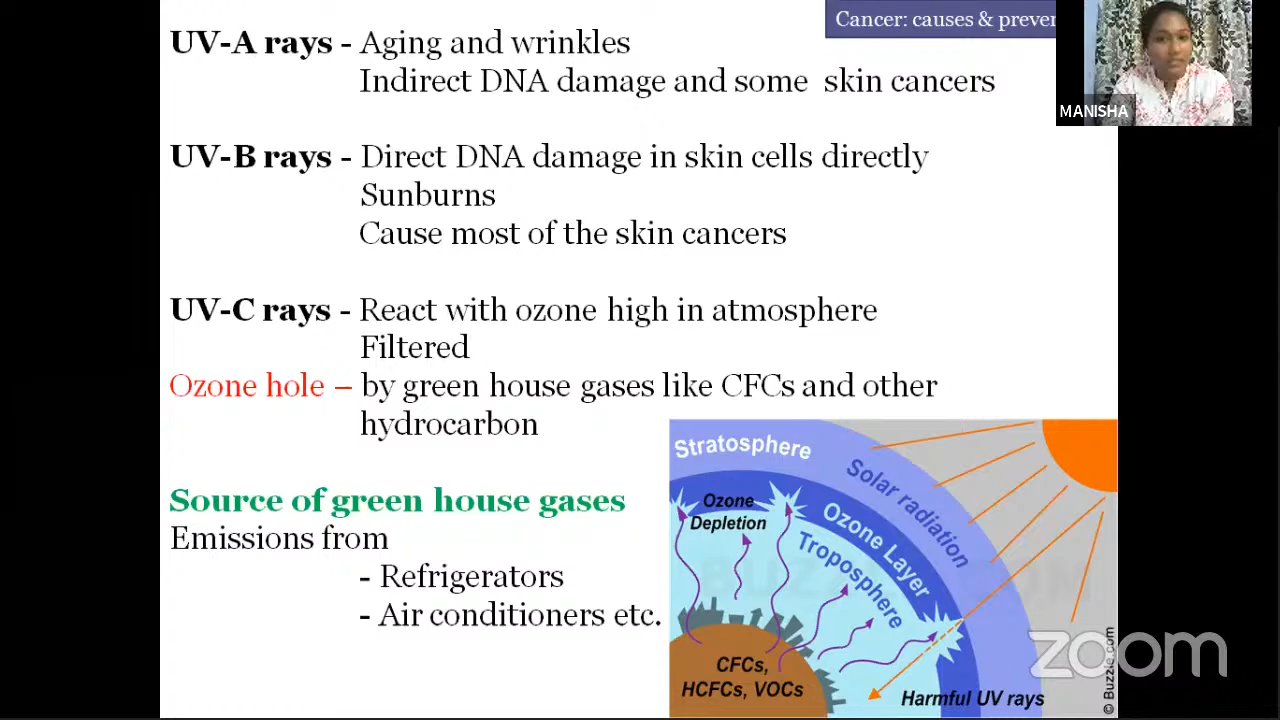 Cancer: causes & preven
MANISHA
UV-A rays - Aging and wrinkles
Indirect DNA damage and some skin cancers
UV-B rays - Direct DNA damage in skin cells directly
Sunburns
Cause most of the skin cancers
UV-C rays - React with ozone high in atmosphere
Filtered
Ozone hole – by green house gases like CFCs and other
hydrocarbon
Source of green house gases
Emissions from
- Refrigerators
- Air conditioners etc.
Stratosphere
Solar radiation
Ozone
Depletion
Ozone Layer
Troposphere
CFCs,
HCFCs, VOCs
Harmful UV rays
© Buzzle.com
zoom